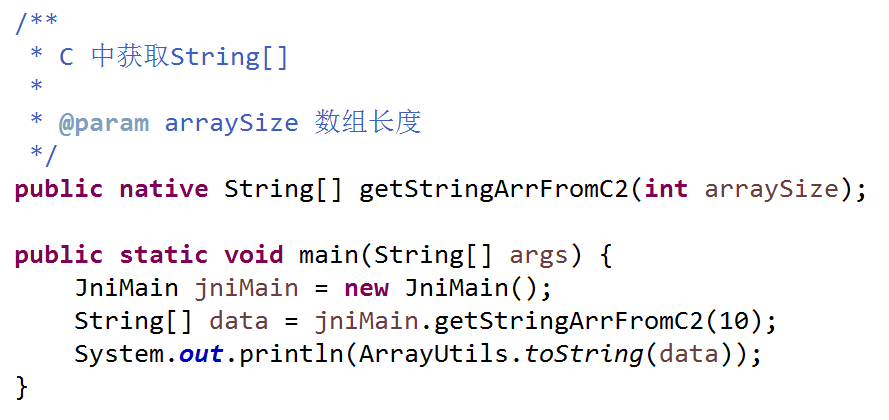 /**
 * C 中获取String[]
 *
 * @param arraySize 数组长度
 */
public native String[] getStringArrFromC2(int arraySize);

public static void main(String[] args) {
    JniMain jniMain = new JniMain();
    String[] data = jniMain.getStringArrFromC2(10);
    System.out.println(ArrayUtils.toString(data));
}